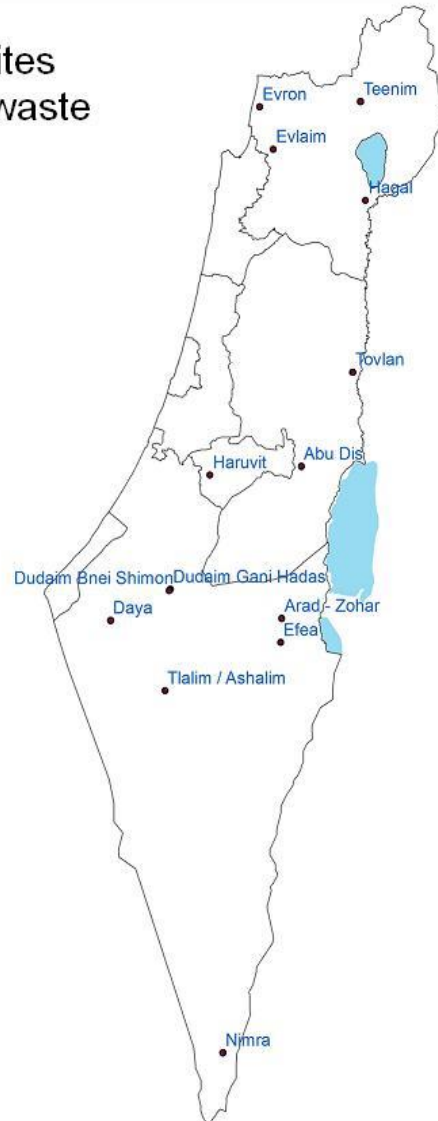 ites
waste
Evron
Teenim
Evlaim
Hagal
Tovlan
Haruvit
Abu Dis
Dudaim Bnei Shimon
Dudaim Gani Hadas
Daya
Arad - Zohar
Efea
Tlalim / Ashalim
Nimra